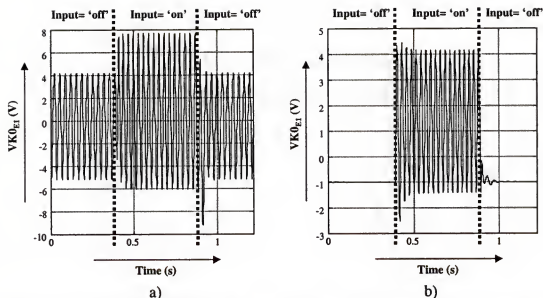 Input= 'off' Input= 'on' Input= 'off'
8
6
4
2
0
-2
-4
-6
-8
-10
VK0E1 (V)
0 0.5 1
Time (s)
a)
Input= 'off' Input= 'on' Input= 'off'
5
4
3
2
1
0
-1
-2
-3
VK0E1 (V)
0 0.5 1
Time (s)
b)